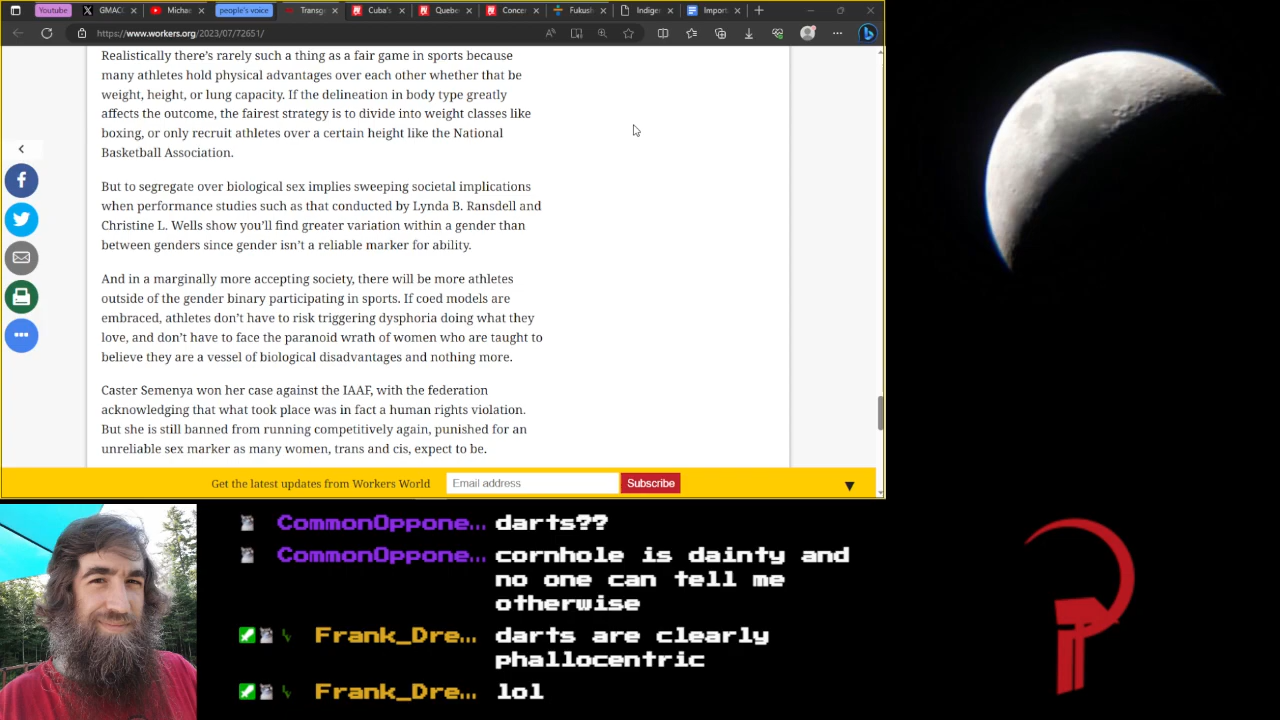 Youtube
GMACC
Michae
people's voice
Transg
Cuba's
Quebe
Concer
Fukush
Indiger
Import
https://www.workers.org/2023/07/72651/
Realistically there's rarely such a thing as a fair game in sports because
many athletes hold physical advantages over each other whether that be
weight, height, or lung capacity. If the delineation in body type greatly
affects the outcome, the fairest strategy is to divide into weight classes like
boxing, or only recruit athletes over a certain height like the National
Basketball Association.
But to segregate over biological sex implies sweeping societal implications
when performance studies such as that conducted by Lynda B. Ransdell and
Christine L. Wells show you'll find greater variation within a gender than
between genders since gender isn't a reliable marker for ability.
And in a marginally more accepting society, there will be more athletes
outside of the gender binary participating in sports. If coed models are
embraced, athletes don't have to risk triggering dysphoria doing what they
love, and don't have to face the paranoid wrath of women who are taught to
believe they are a vessel of biological disadvantages and nothing more.
Caster Semenya won her case against the IAAF, with the federation
acknowledging that what took place was in fact a human rights violation.
But she is still banned from running competitively again, punished for an
unreliable sex marker as many women, trans and cis, expect to be.
Get the latest updates from Workers World
Email address
Subscribe
CommonOppone... darts??
CommonOppone... cornhole is dainty and
no one can tell me
otherwise
Frank_Dre... darts are clearly
phallocentric
Frank_Dre... lol